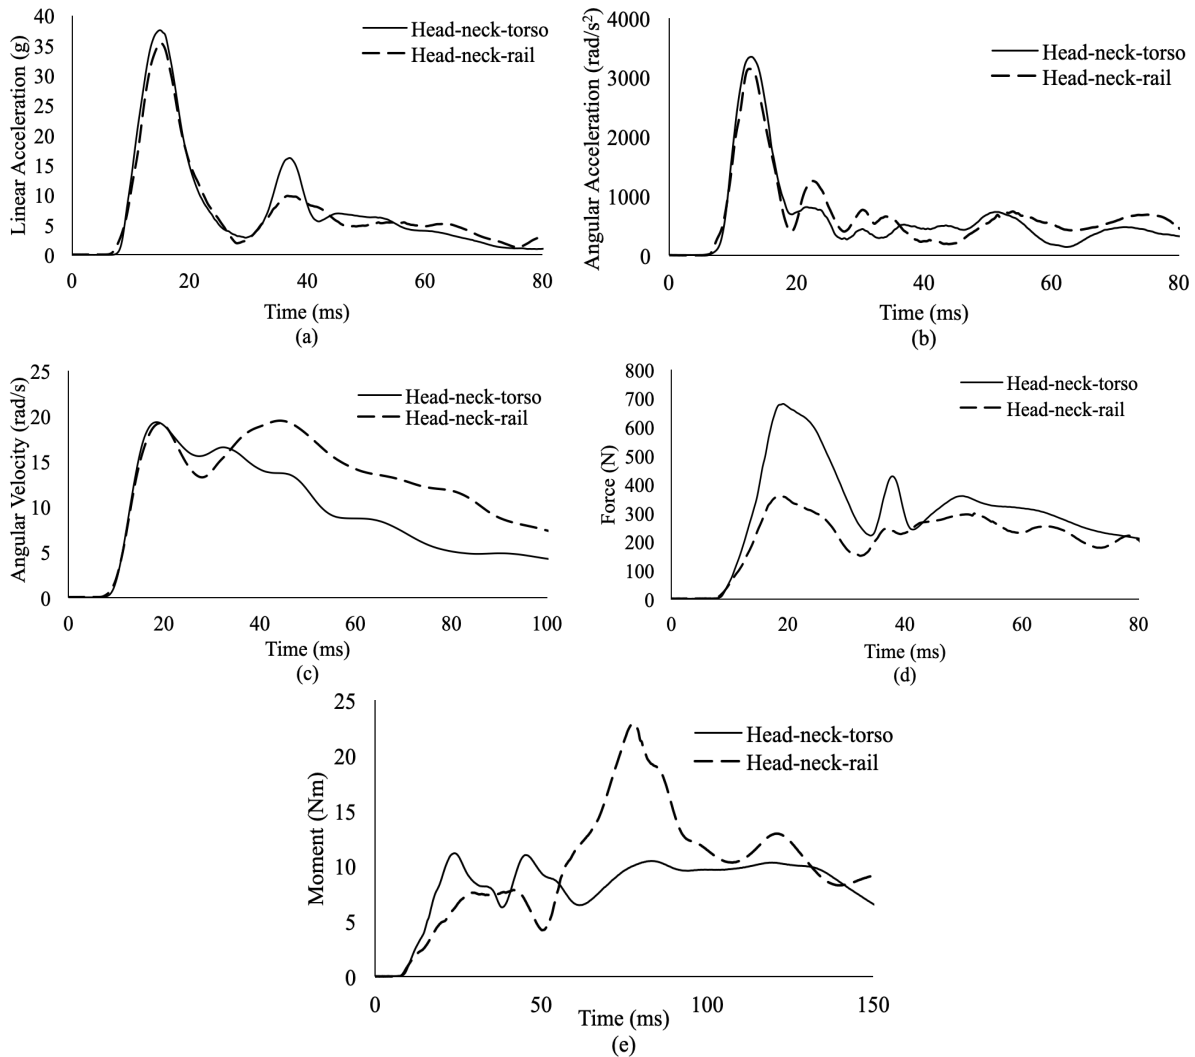 Linear Acceleration (g)
40
35
30
25
20
15
10
5
0
0 20 40 60 80
Time (ms)
(a)
Head-neck-torso
Head-neck-rail
Angular Acceleration (rad/s²)
4000
3000
2000
1000
0
0 20 40 60 80
Time (ms)
(b)
Head-neck-torso
Head-neck-rail
Angular Velocity (rad/s)
25
20
15
10
5
0
0 20 40 60 80 100
Time (ms)
(c)
Head-neck-torso
Head-neck-rail
Force (N)
800
700
600
500
400
300
200
100
0
0 20 40 60 80
Time (ms)
(d)
Head-neck-torso
Head-neck-rail
Moment (Nm)
25
20
15
10
5
0
0 50 100 150
Time (ms)
(e)
Head-neck-torso
Head-neck-rail